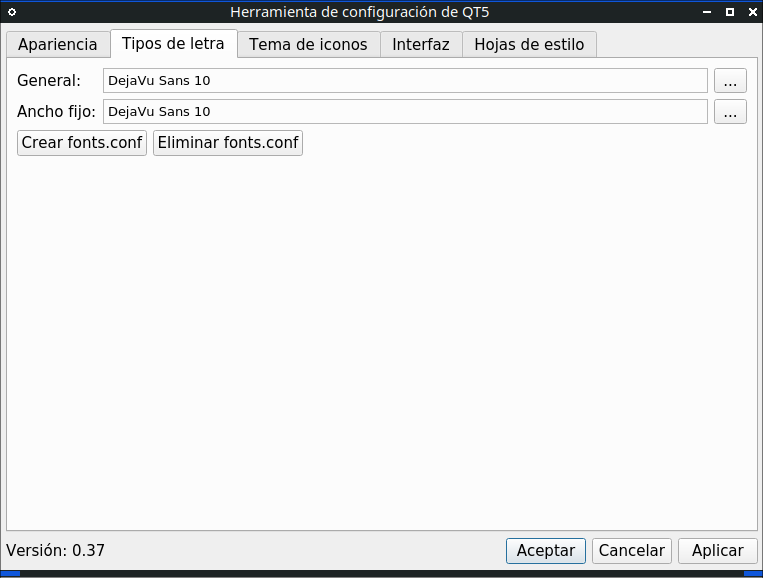 Herramienta de configuración de QT5
Apariencia Tipos de letra Tema de iconos Interfaz Hojas de estilo
General: DejaVu Sans 10 ...
Ancho fijo: DejaVu Sans 10 ...
Crear fonts.conf Eliminar fonts.conf
Versión: 0.37 Aceptar Cancelar Aplicar